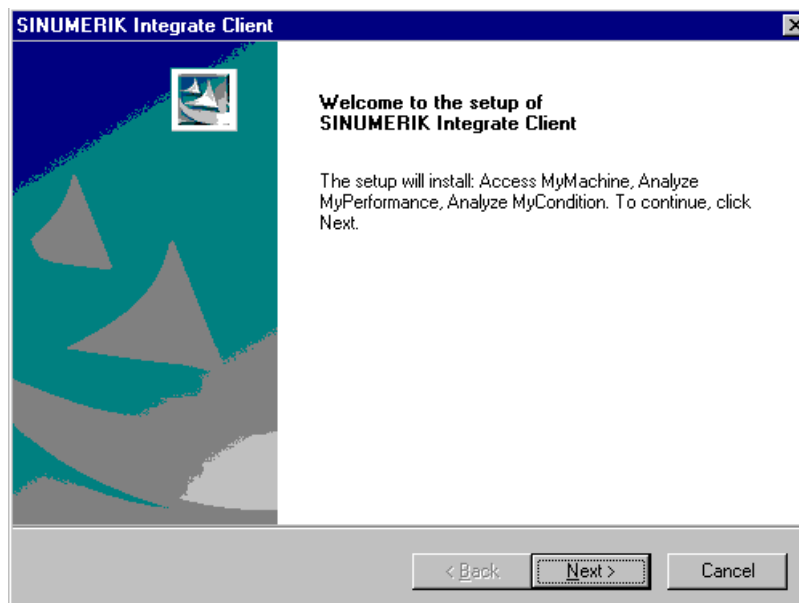 SINUMERIK Integrate Client
Welcome to the setup of
SINUMERIK Integrate Client
The setup will install: Access MyMachine, Analyze
MyPerformance, Analyze MyCondition. To continue, click
Next.
< Back
Next >
Cancel